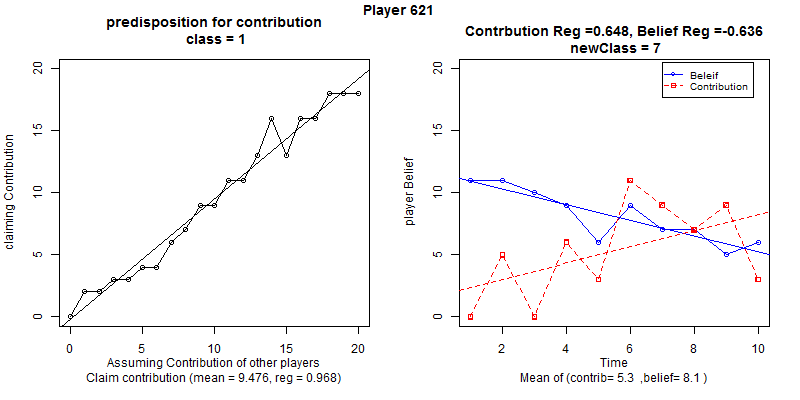 Player 621
predisposition for contribution
class = 1
claiming Contribution
20
15
10
5
0
0 5 10 15 20
Assuming Contribution of other players
Claim contribution (mean = 9.476, reg = 0.968)
Contrbution Reg =0.648, Belief Reg =-0.636
newClass = 7
Beleif
Contribution
player Belief
20
15
10
5
0
2 4 6 8 10
Time
Mean of (contrib= 5.3 ,belief= 8.1 )